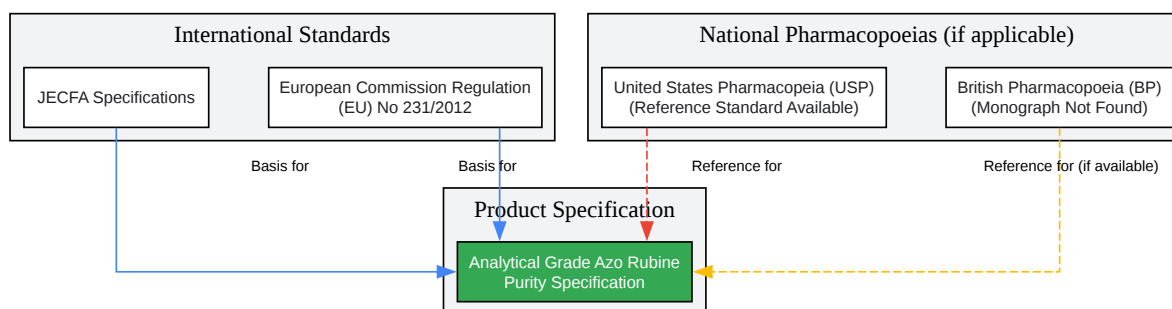 International Standards
JECFA Specifications
European Commission Regulation
(EU) No 231/2012
National Pharmacopoeias (if applicable)
United States Pharmacopeia (USP)
(Reference Standard Available)
British Pharmacopoeia (BP)
(Monograph Not Found)
Basis for
Basis for
Reference for
Reference for (if available)
Product Specification
Analytical Grade Azo Rubine
Purity Specification